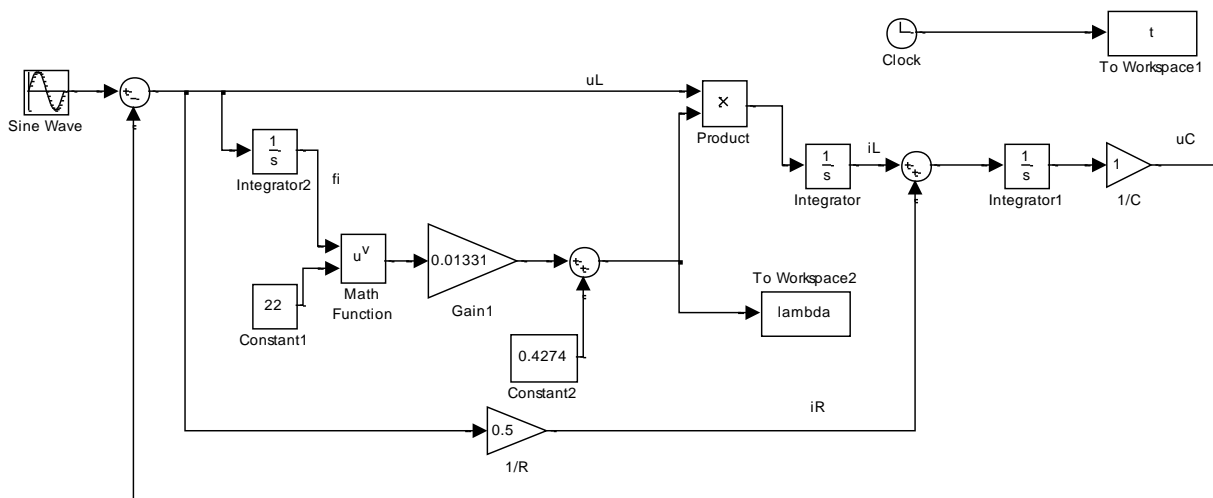 t
Clock
To Workspace1
uL
Sine Wave
x
Product
1
s
Integrator2
fi
iL
1
s
Integrator
1
s
Integrator1
1
1/C
uC
u^v
Math
Function
0.01331
Gain1
22
Constant1
To Workspace2
lambda
0.4274
Constant2
iR
0.5
1/R